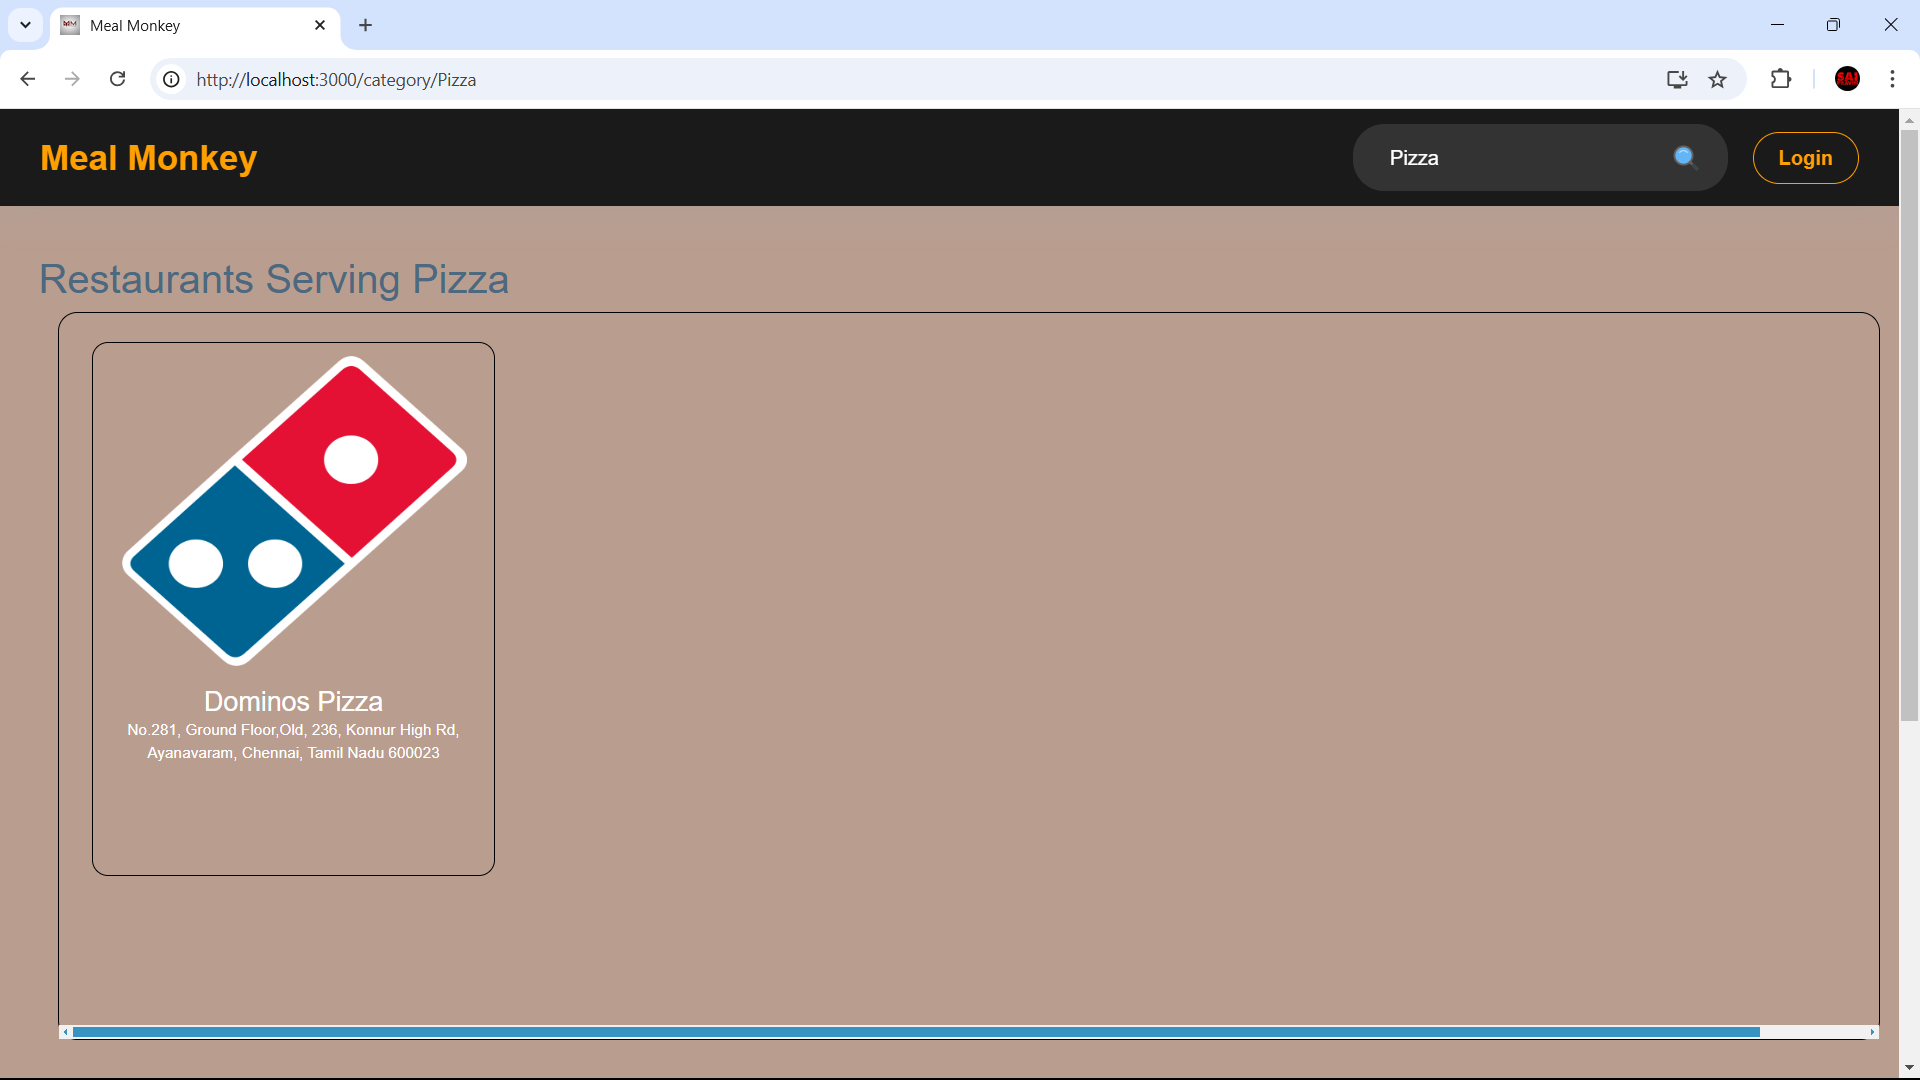 Meal Monkey
http://localhost:3000/category/Pizza
SAI
Meal Monkey
Pizza
Login
Restaurants Serving Pizza
Dominos Pizza
No.281, Ground Floor,Old, 236, Konnur High Rd,
Ayanavaram, Chennai, Tamil Nadu 600023